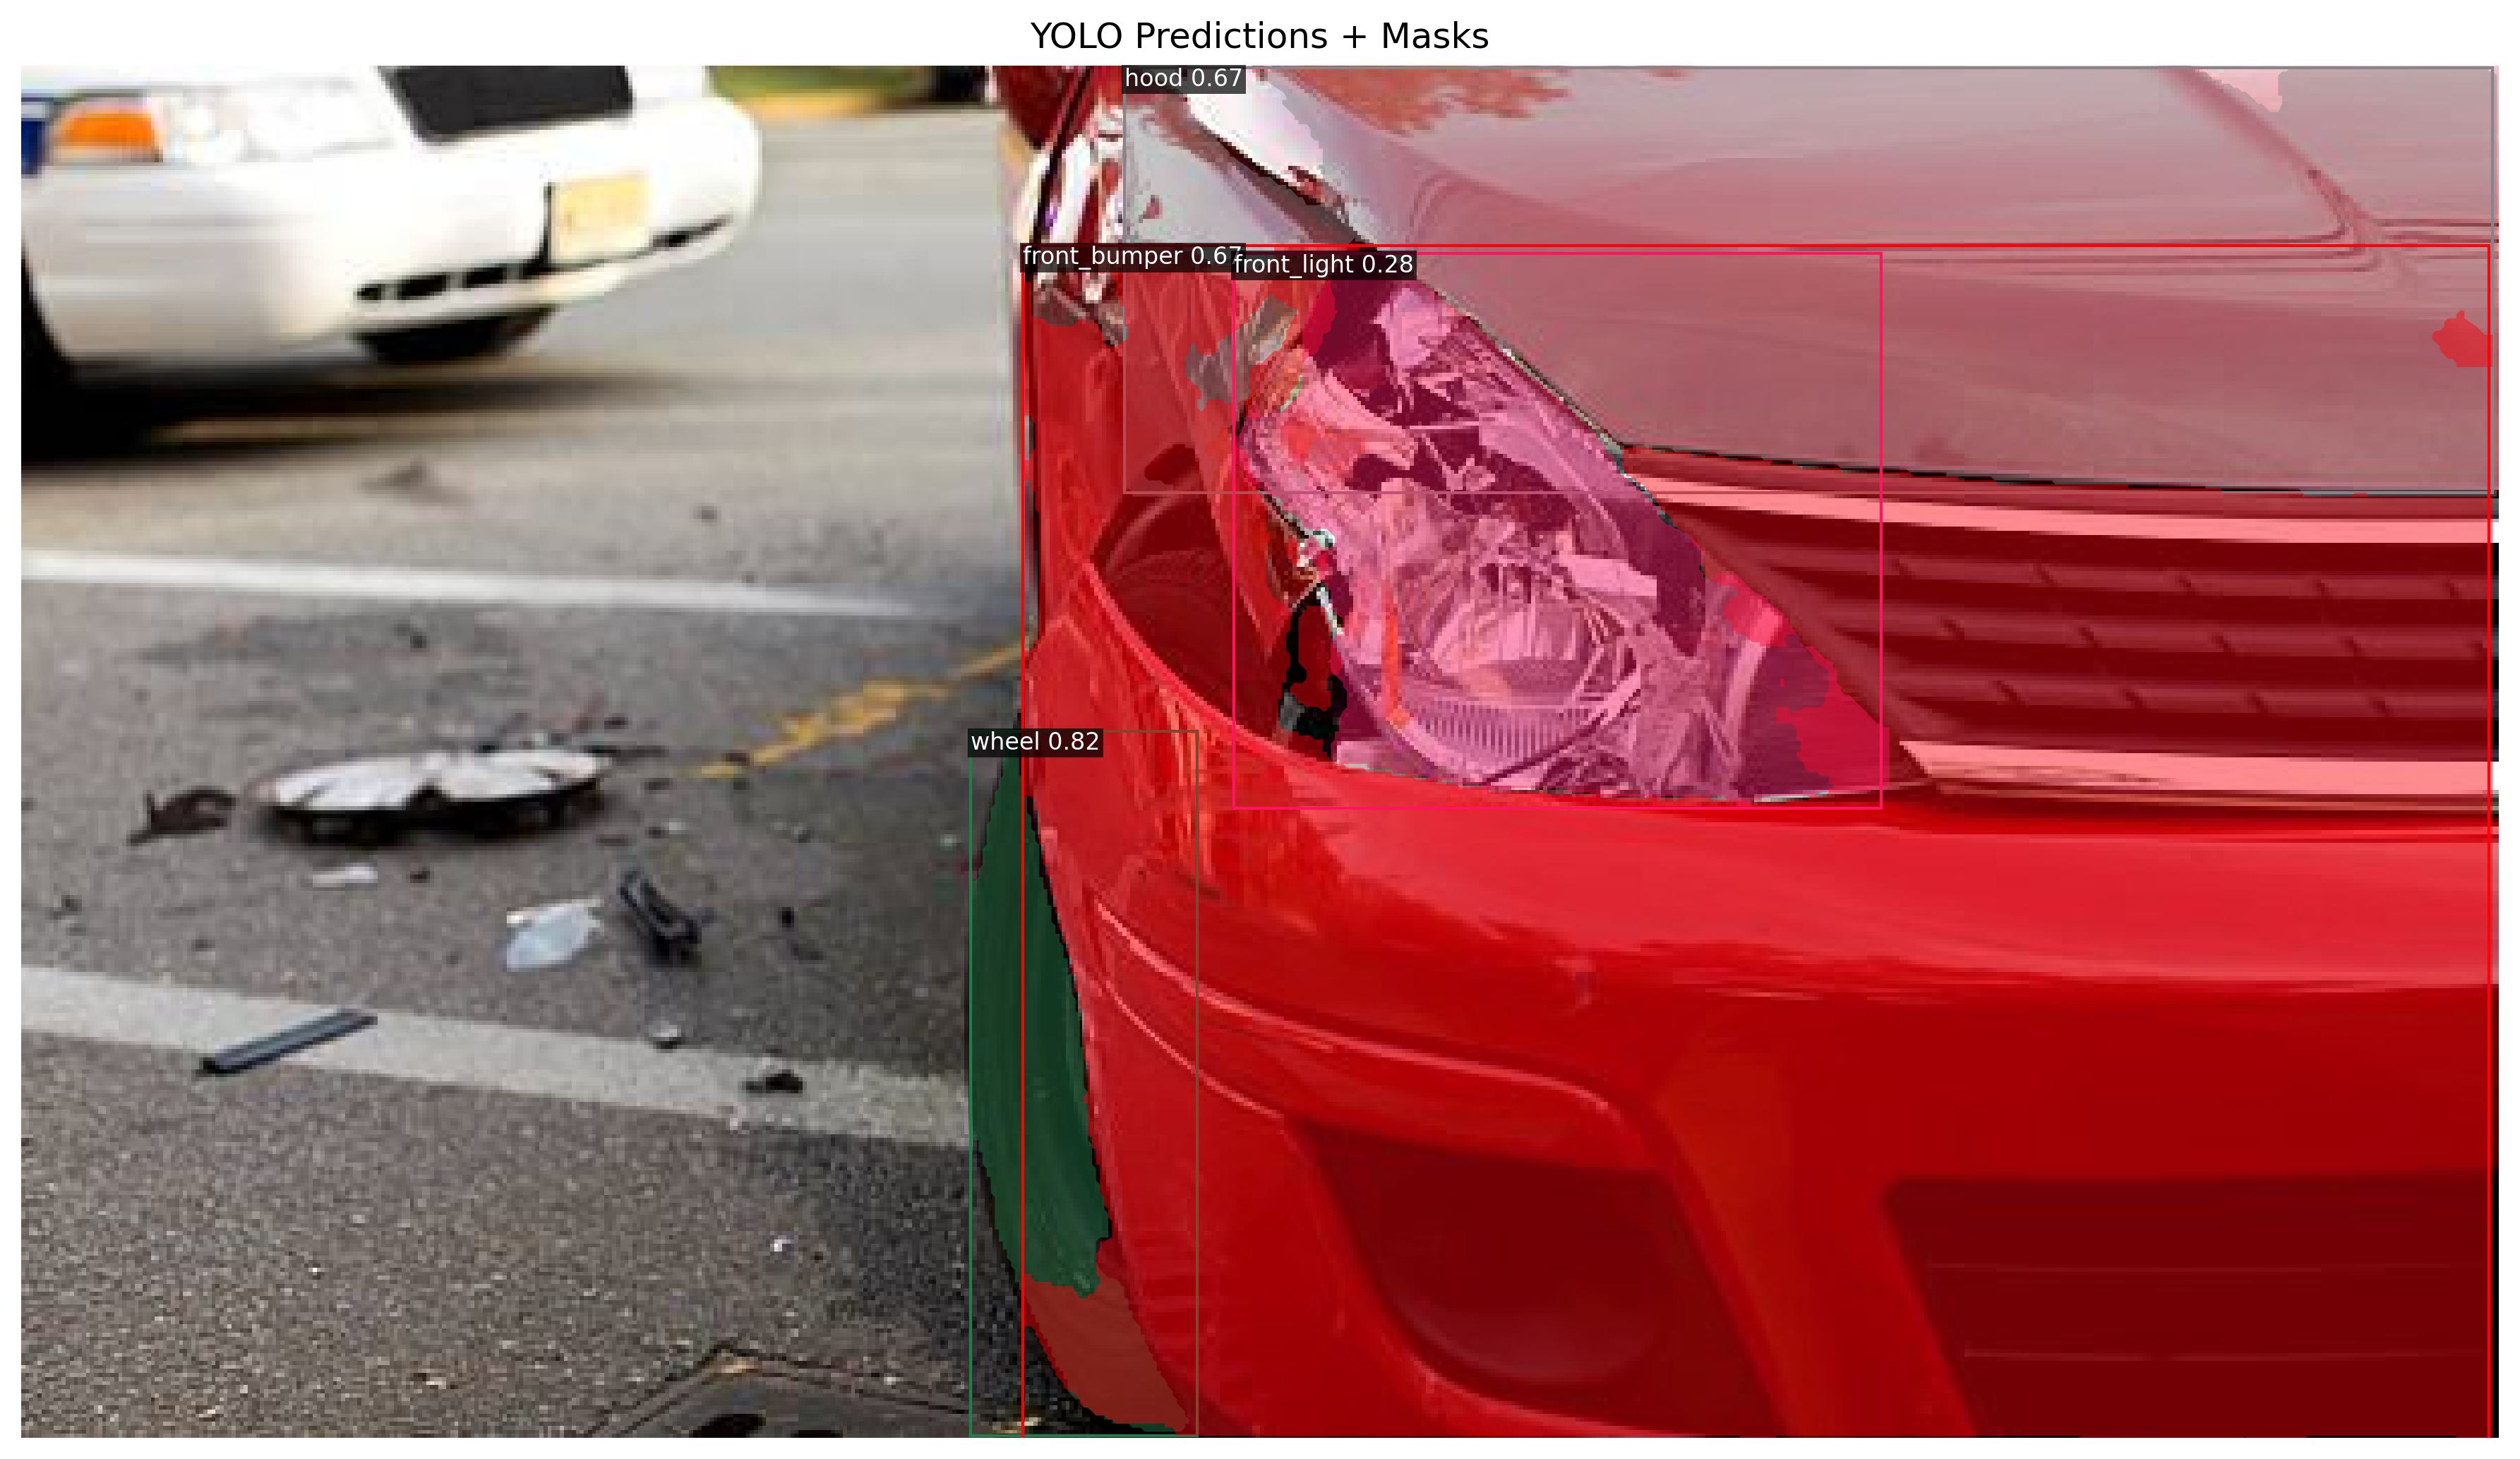 YOLO Predictions + Masks
hood 0.67
front_bumper 0.67
front_light 0.28
wheel 0.82